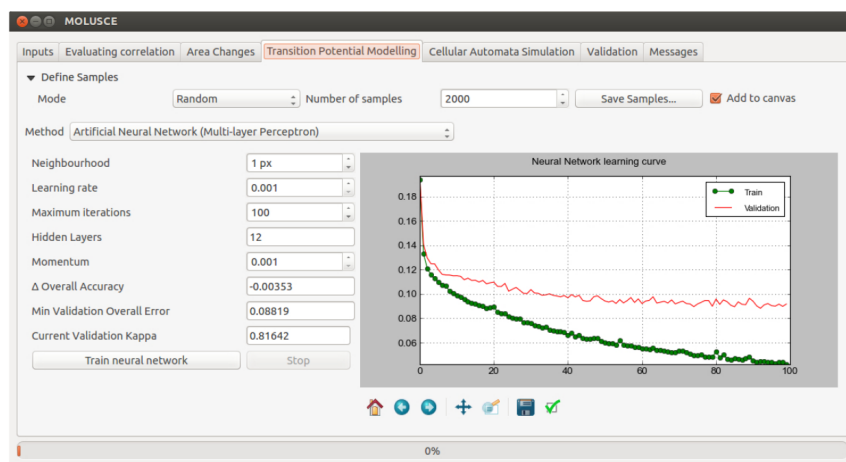 MOLUSCE
Inputs Evaluating correlation Area Changes Transition Potential Modelling Cellular Automata Simulation Validation Messages
Define Samples
Mode Random Number of samples 2000 Save Samples... Add to canvas
Method Artificial Neural Network (Multi-layer Perceptron)
Neighbourhood 1 px
Learning rate 0.001
Maximum iterations 100
Hidden Layers 12
Momentum 0.001
Δ Overall Accuracy -0.00353
Min Validation Overall Error 0.08819
Current Validation Kappa 0.81642
Train neural network Stop
Neural Network learning curve
Train
Validation
0.18
0.16
0.14
0.12
0.10
0.08
0.06
0 20 40 60 80 100
0%